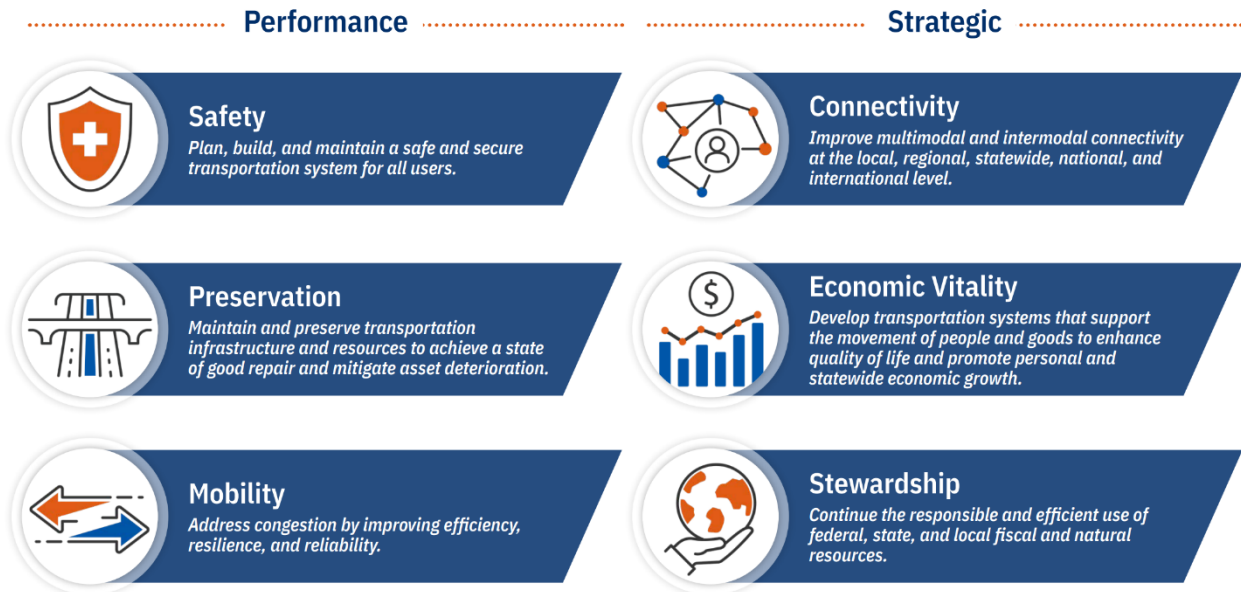 Performance
Safety
Plan, build, and maintain a safe and secure
transportation system for all users.
Preservation
Maintain and preserve transportation
infrastructure and resources to achieve a state
of good repair and mitigate asset deterioration.
Mobility
Address congestion by improving efficiency,
resilience, and reliability.
Strategic
Connectivity
Improve multimodal and intermodal connectivity
at the local, regional, statewide, national, and
international level.
$
Economic Vitality
Develop transportation systems that support
the movement of people and goods to enhance
quality of life and promote personal and
statewide economic growth.
Stewardship
Continue the responsible and efficient use of
federal, state, and local fiscal and natural
resources.